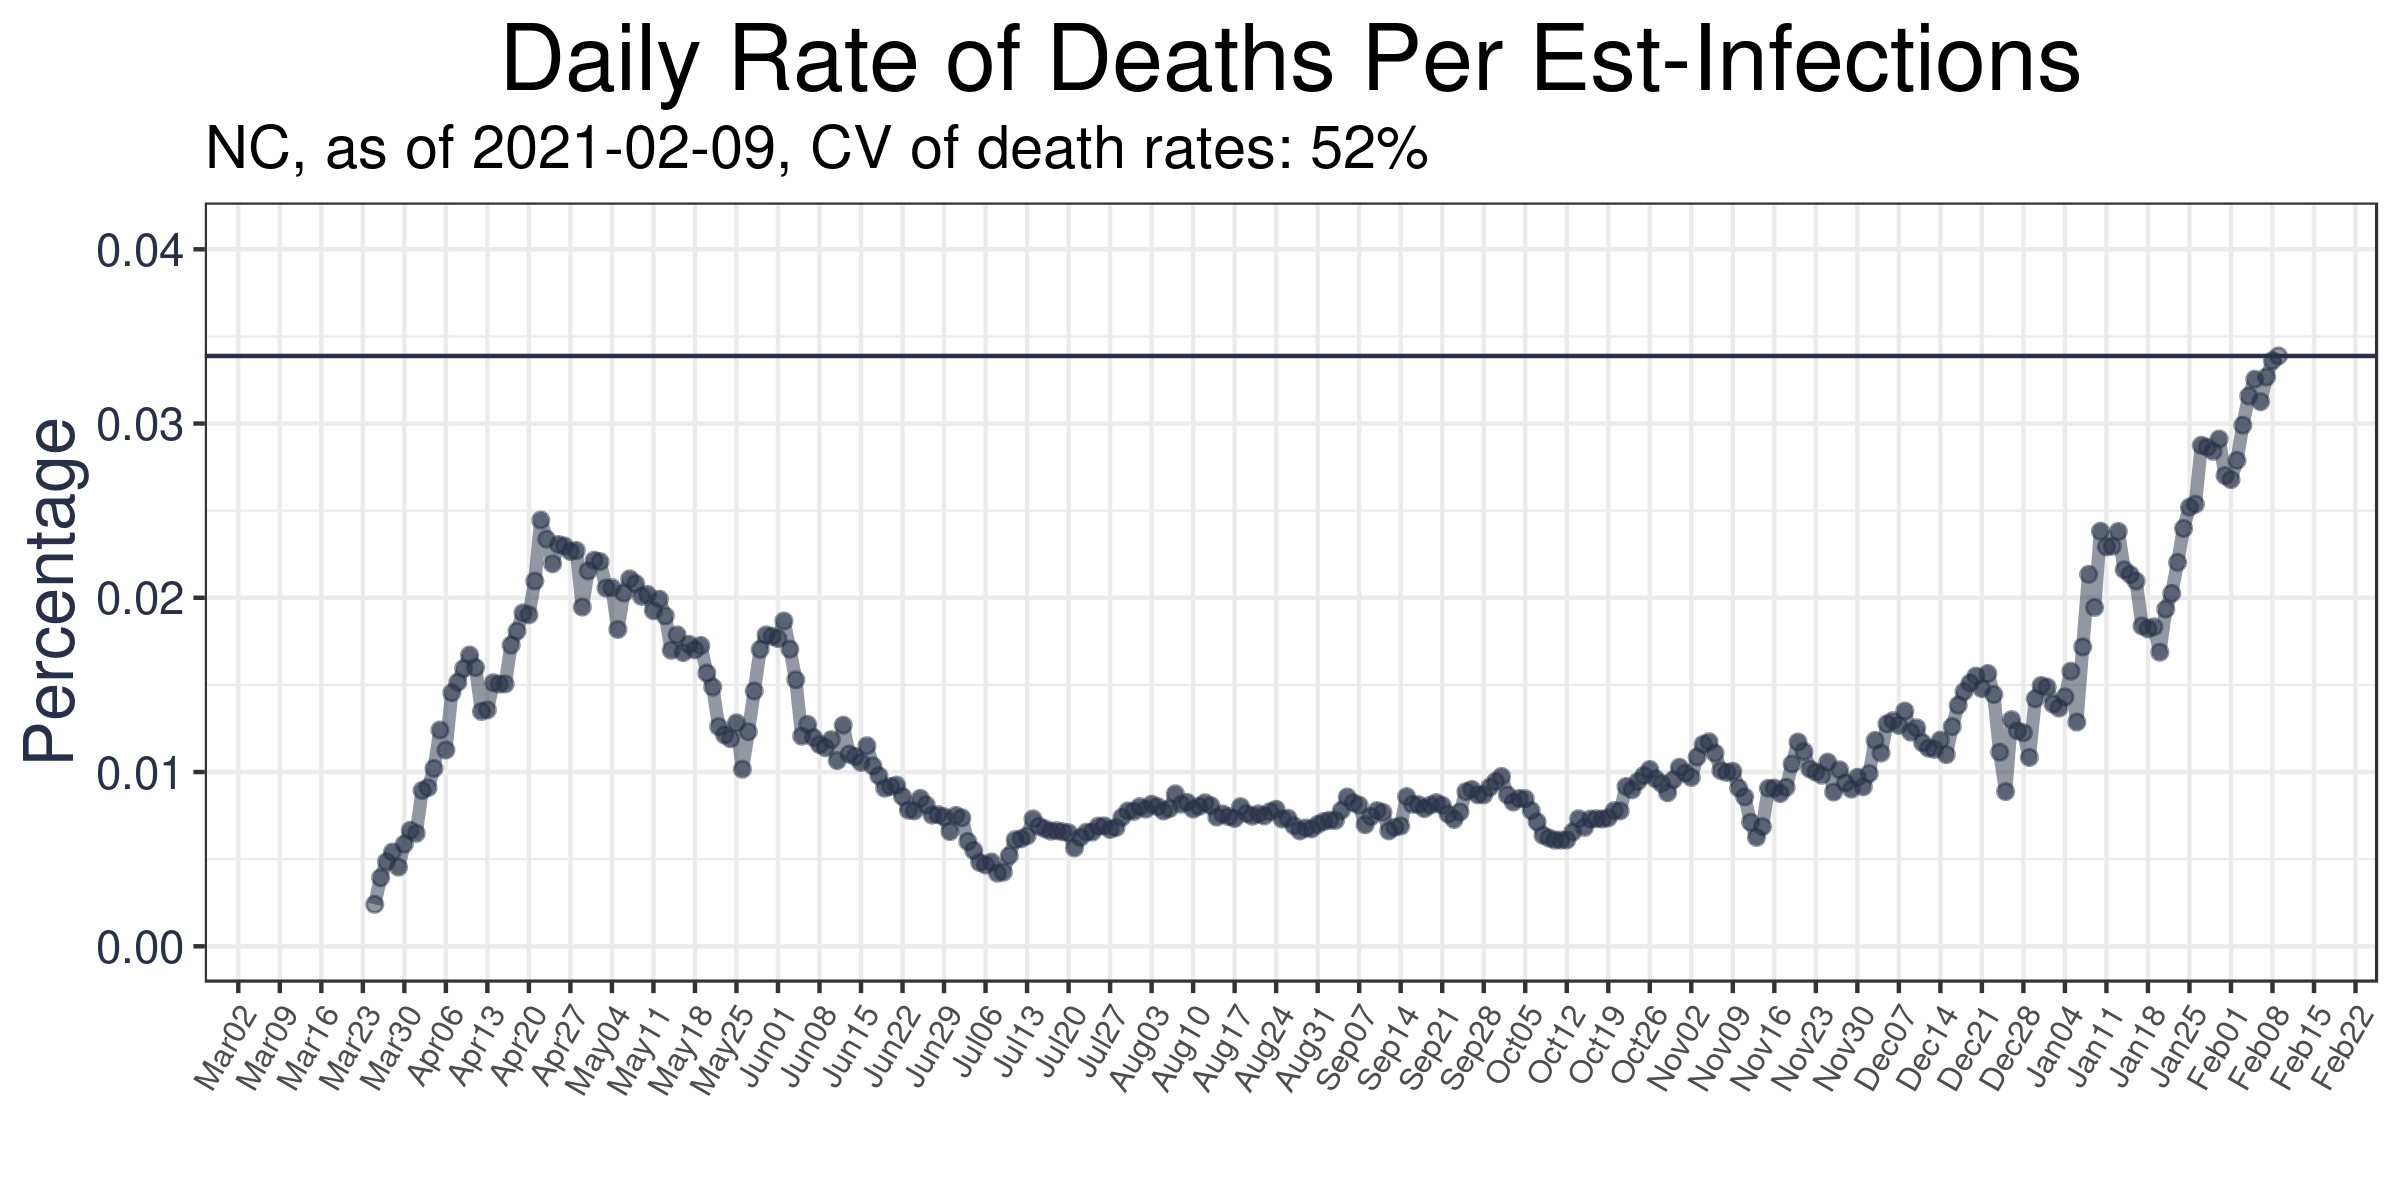 Daily Rate of Deaths Per Est-Infections
NC, as of 2021-02-09, CV of death rates: 52%
Percentage
0.04
0.03
0.02
0.01
0.00
Mar02
Mar09
Mar16
Mar23
Mar30
Apr06
Apr13
Apr20
Apr27
May04
May11
May18
May25
Jun01
Jun08
Jun15
Jun22
Jun29
Jul06
Jul13
Jul20
Jul27
Aug03
Aug10
Aug17
Aug24
Aug31
Sep07
Sep14
Sep21
Sep28
Oct05
Oct12
Oct19
Oct26
Nov02
Nov09
Nov16
Nov23
Nov30
Dec07
Dec14
Dec21
Dec28
Jan04
Jan11
Jan18
Jan25
Feb01
Feb08
Feb15
Feb22